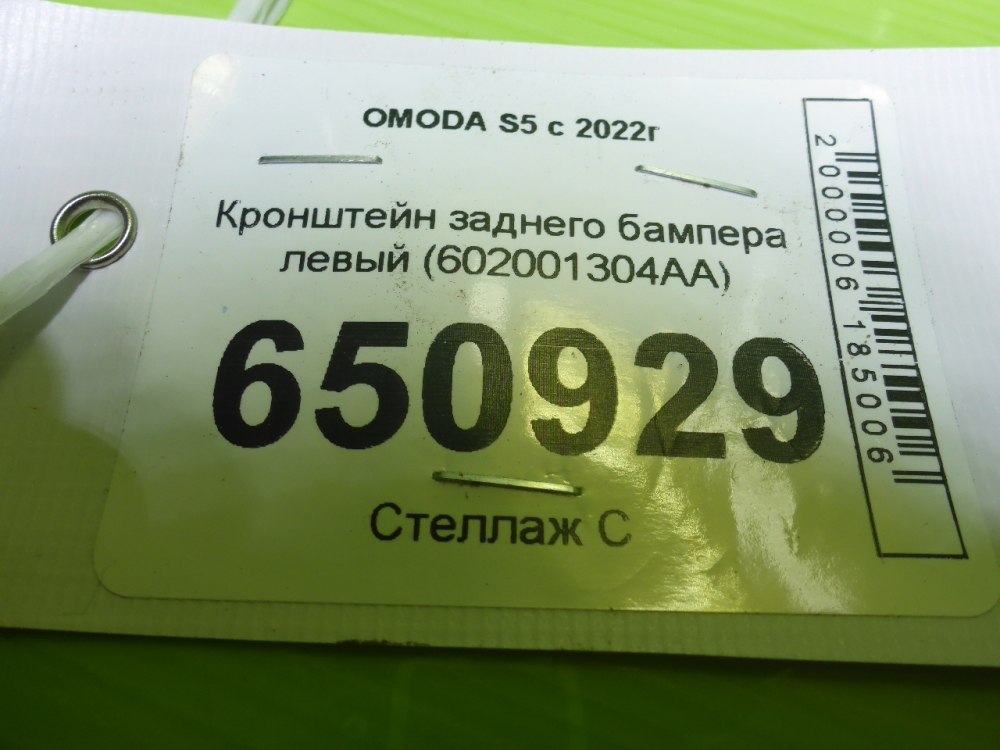 OMODA S5 с 2022г
Кронштейн заднего бампера
левый (602001304AA)
650929
Стеллаж С
2000006185006